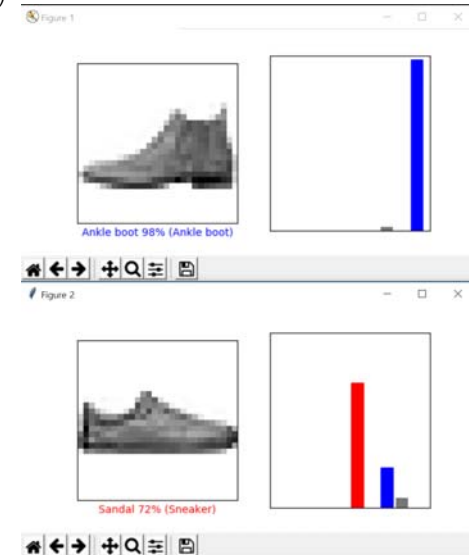 )
Figure 1
Ankle boot 98% (Ankle boot)
Figure 2
Sandal 72% (Sneaker)